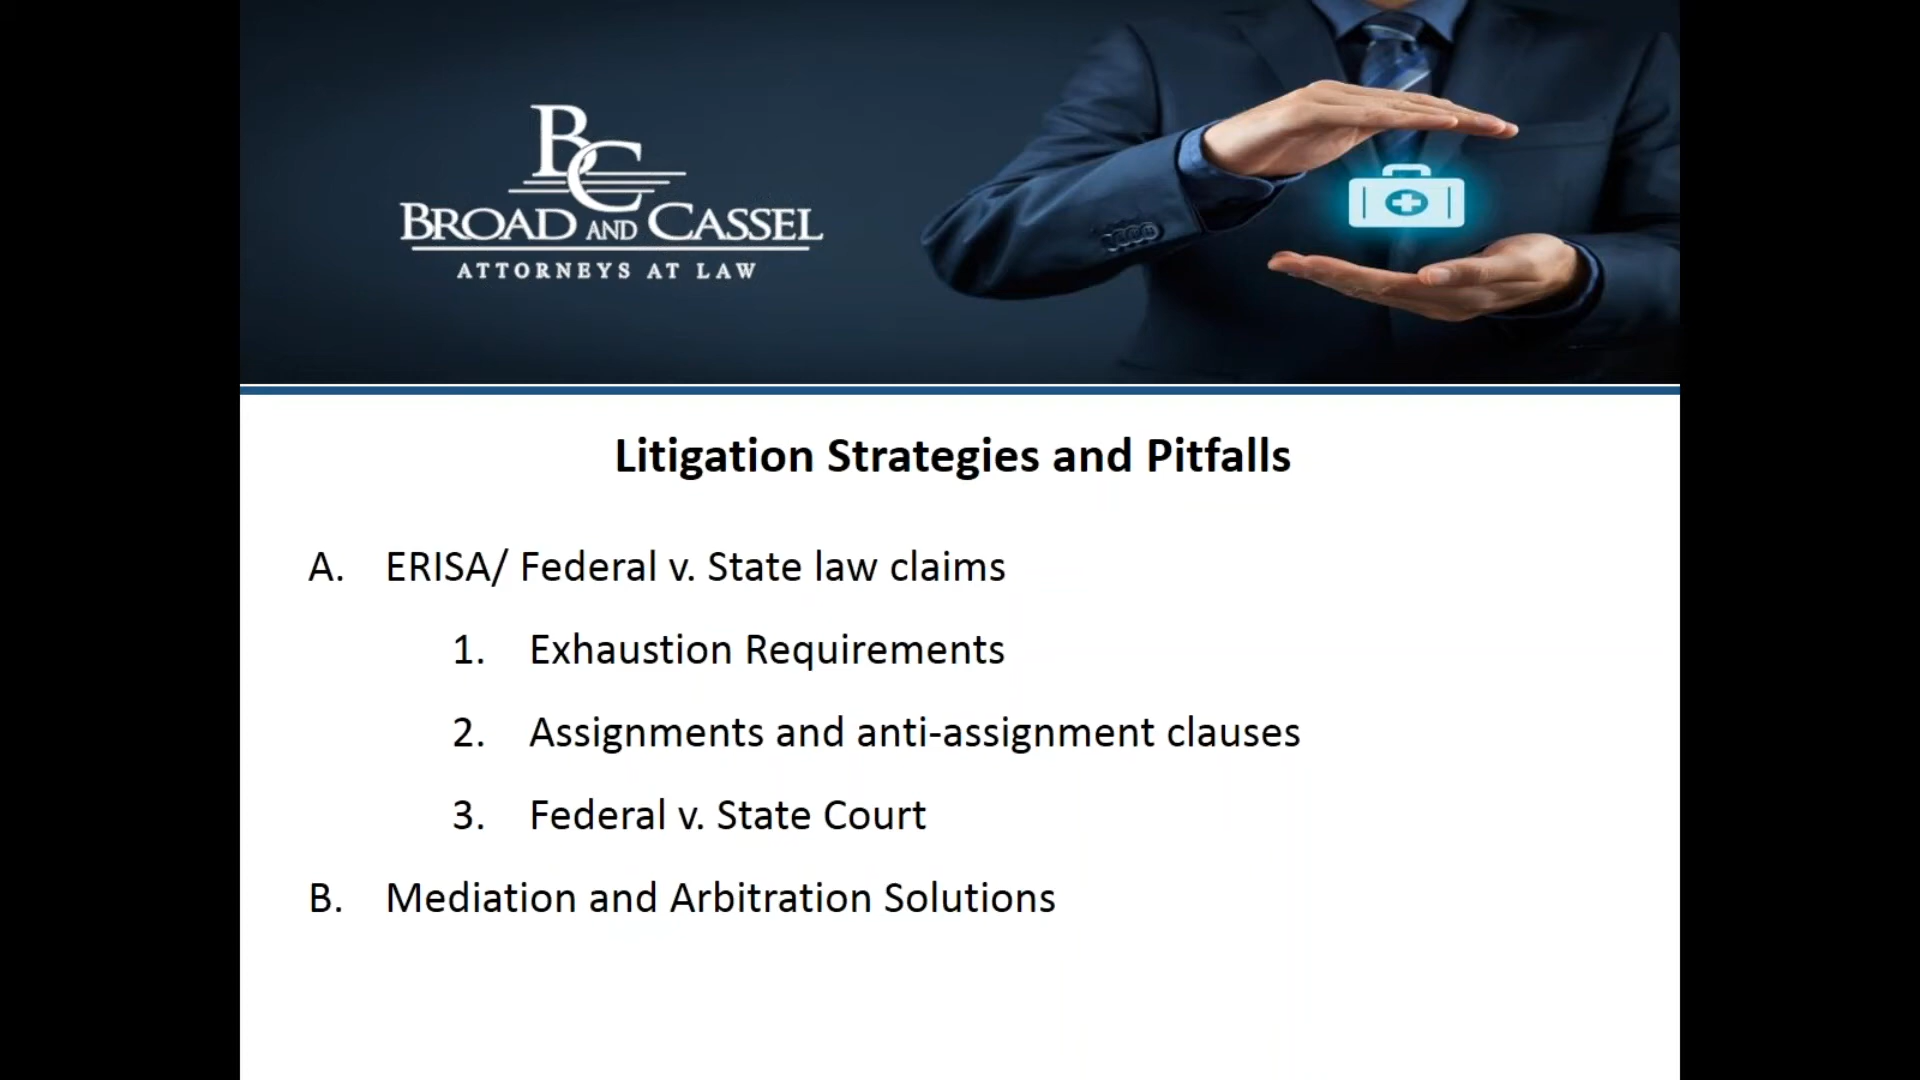 BC
BROAD AND CASSEL
ATTORNEYS AT LAW
Litigation Strategies and Pitfalls
A. ERISA/ Federal v. State law claims
1. Exhaustion Requirements
2. Assignments and anti-assignment clauses
3. Federal v. State Court
B. Mediation and Arbitration Solutions